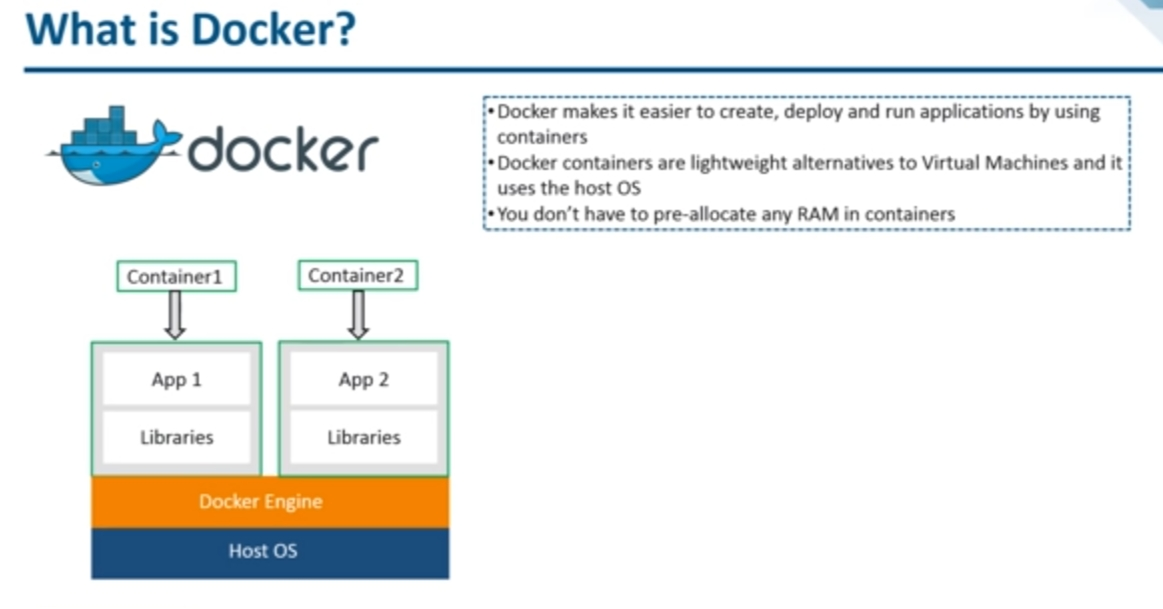 What is Docker?
docker
•Docker makes it easier to create, deploy and run applications by using
containers
•Docker containers are lightweight alternatives to Virtual Machines and it
uses the host OS
•You don't have to pre-allocate any RAM in containers
Container1
Container2
App 1
App 2
Libraries
Libraries
Docker Engine
Host OS